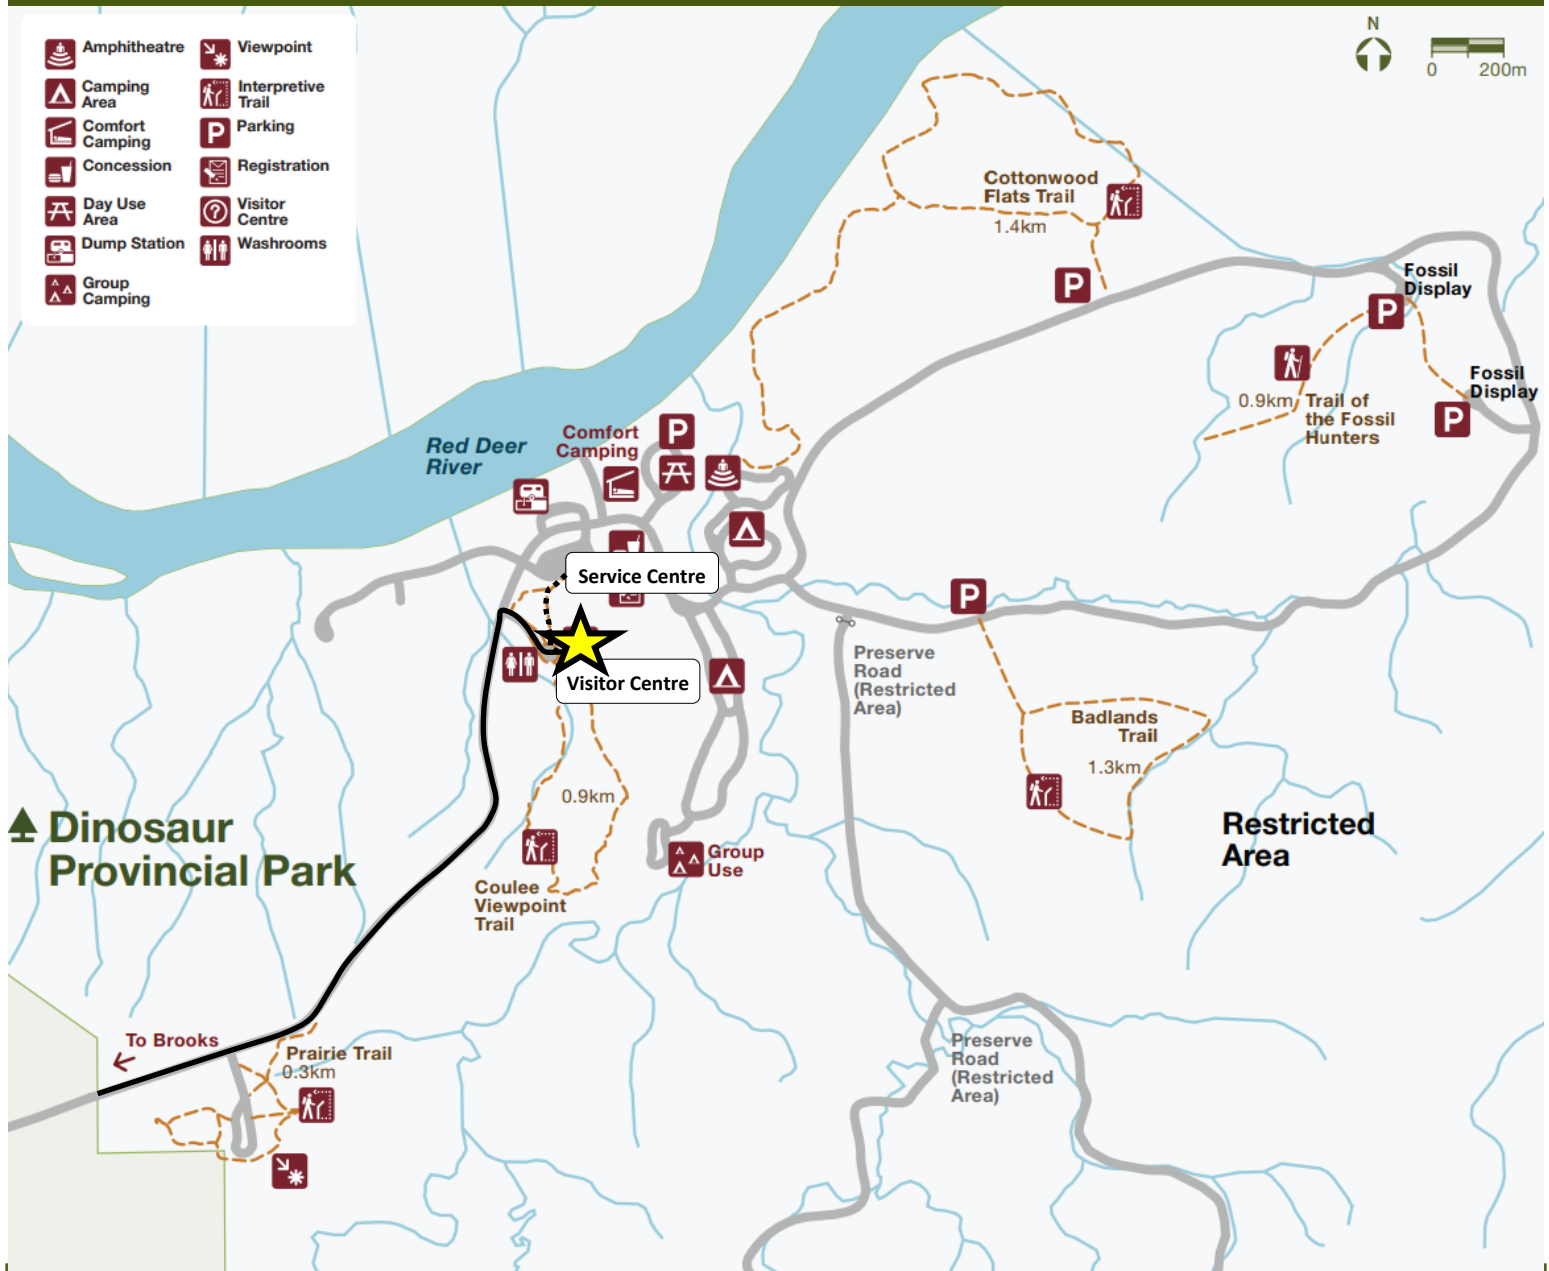 Amphitheatre
Viewpoint
Camping
Area
Interpretive
Trail
Comfort
Camping
P
Parking
Concession
Registration
Day Use
Area
?
Visitor
Centre
Dump Station
Washrooms
Group
Camping
N
0 200m
Cottonwood
Flats Trail
1.4km
P
Fossil
Display
P
Fossil
Display
P
0.9km
Trail of
the Fossil
Hunters
Red Deer
River
Comfort
Camping
P
Service Centre
Visitor Centre
P
Preserve
Road
(Restricted
Area)
Badlands
Trail
1.3km
0.9km
Restricted
Area
Dinosaur
Provincial Park
Group
Use
Coulee
Viewpoint
Trail
To Brooks
Prairie Trail
0.3km
Preserve
Road
(Restricted
Area)